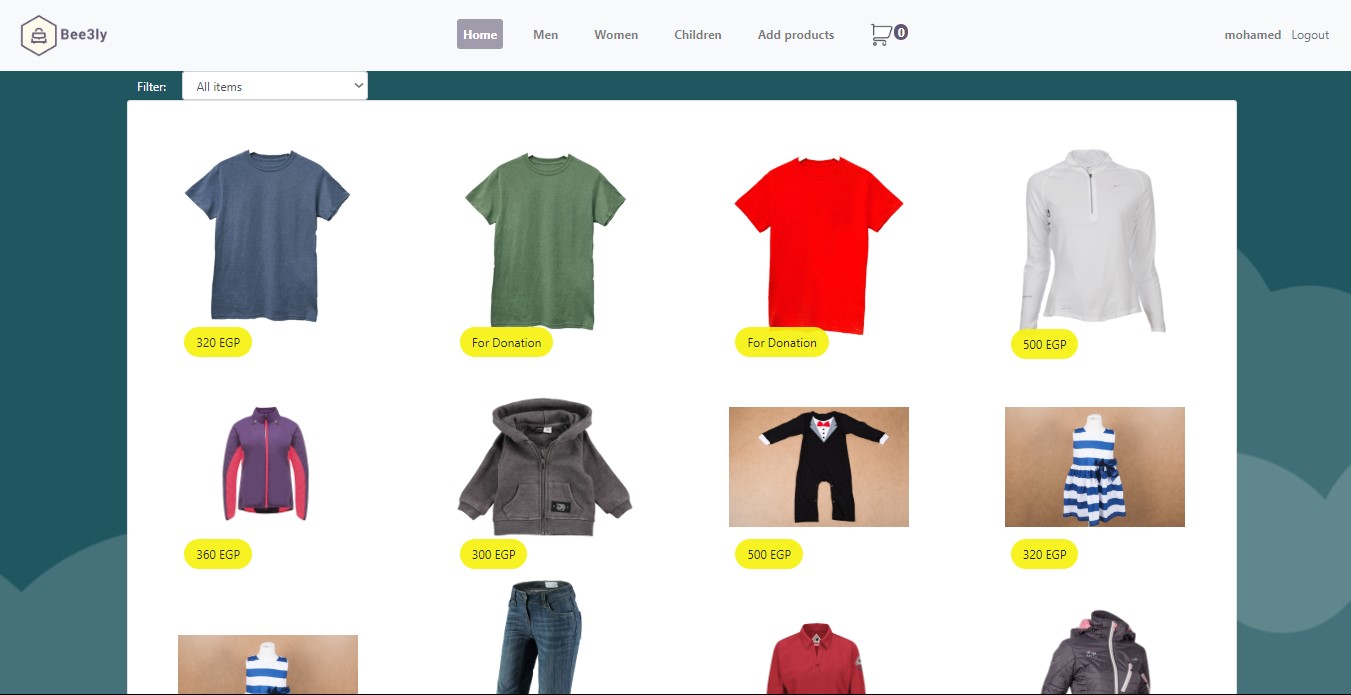 Bee3ly
Home Men Women Children Add products 0 mohamed Logout
Filter: All items
320 EGP For Donation For Donation 500 EGP
360 EGP 300 EGP 500 EGP 320 EGP